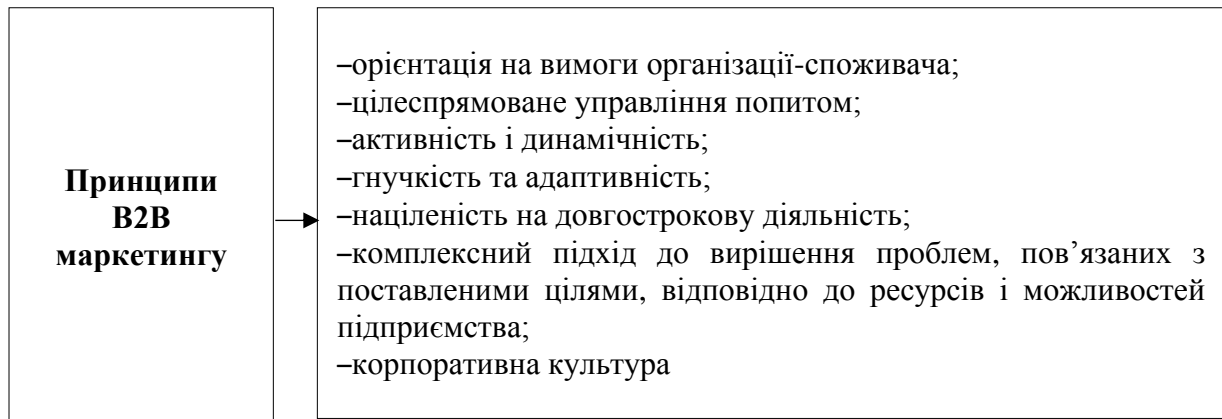 Принципи
B2B
маркетингу
–орієнтація на вимоги організації-споживача;
–цілеспрямоване управління попитом;
–активність і динамічність;
–гнучкість та адаптивність;
–націленість на довгострокову діяльність;
–комплексний підхід до вирішення проблем, пов’язаних з
поставленими цілями, відповідно до ресурсів і можливостей
підприємства;
–корпоративна культура